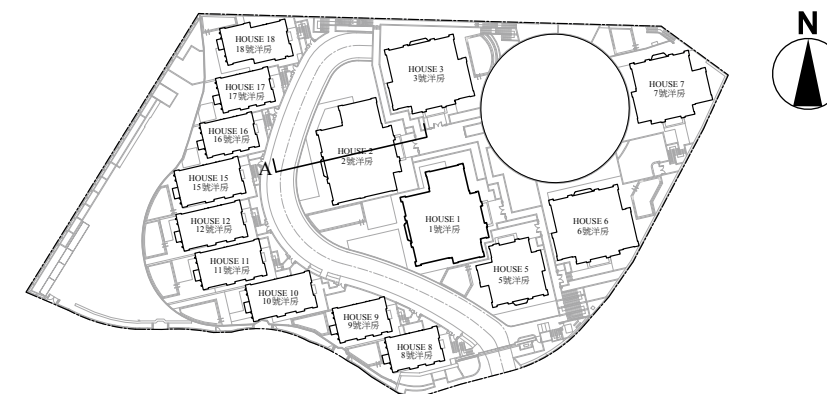 N
HOUSE 18
18號洋房
HOUSE 3
3號洋房
HOUSE 7
7號洋房
HOUSE 17
17號洋房
HOUSE 16
16號洋房
HOUSE 2
2號洋房
A
HOUSE 15
15號洋房
HOUSE 12
12號洋房
HOUSE 1
1號洋房
HOUSE 6
6號洋房
HOUSE 11
11號洋房
HOUSE 5
5號洋房
HOUSE 10
10號洋房
HOUSE 9
9號洋房
HOUSE 8
8號洋房